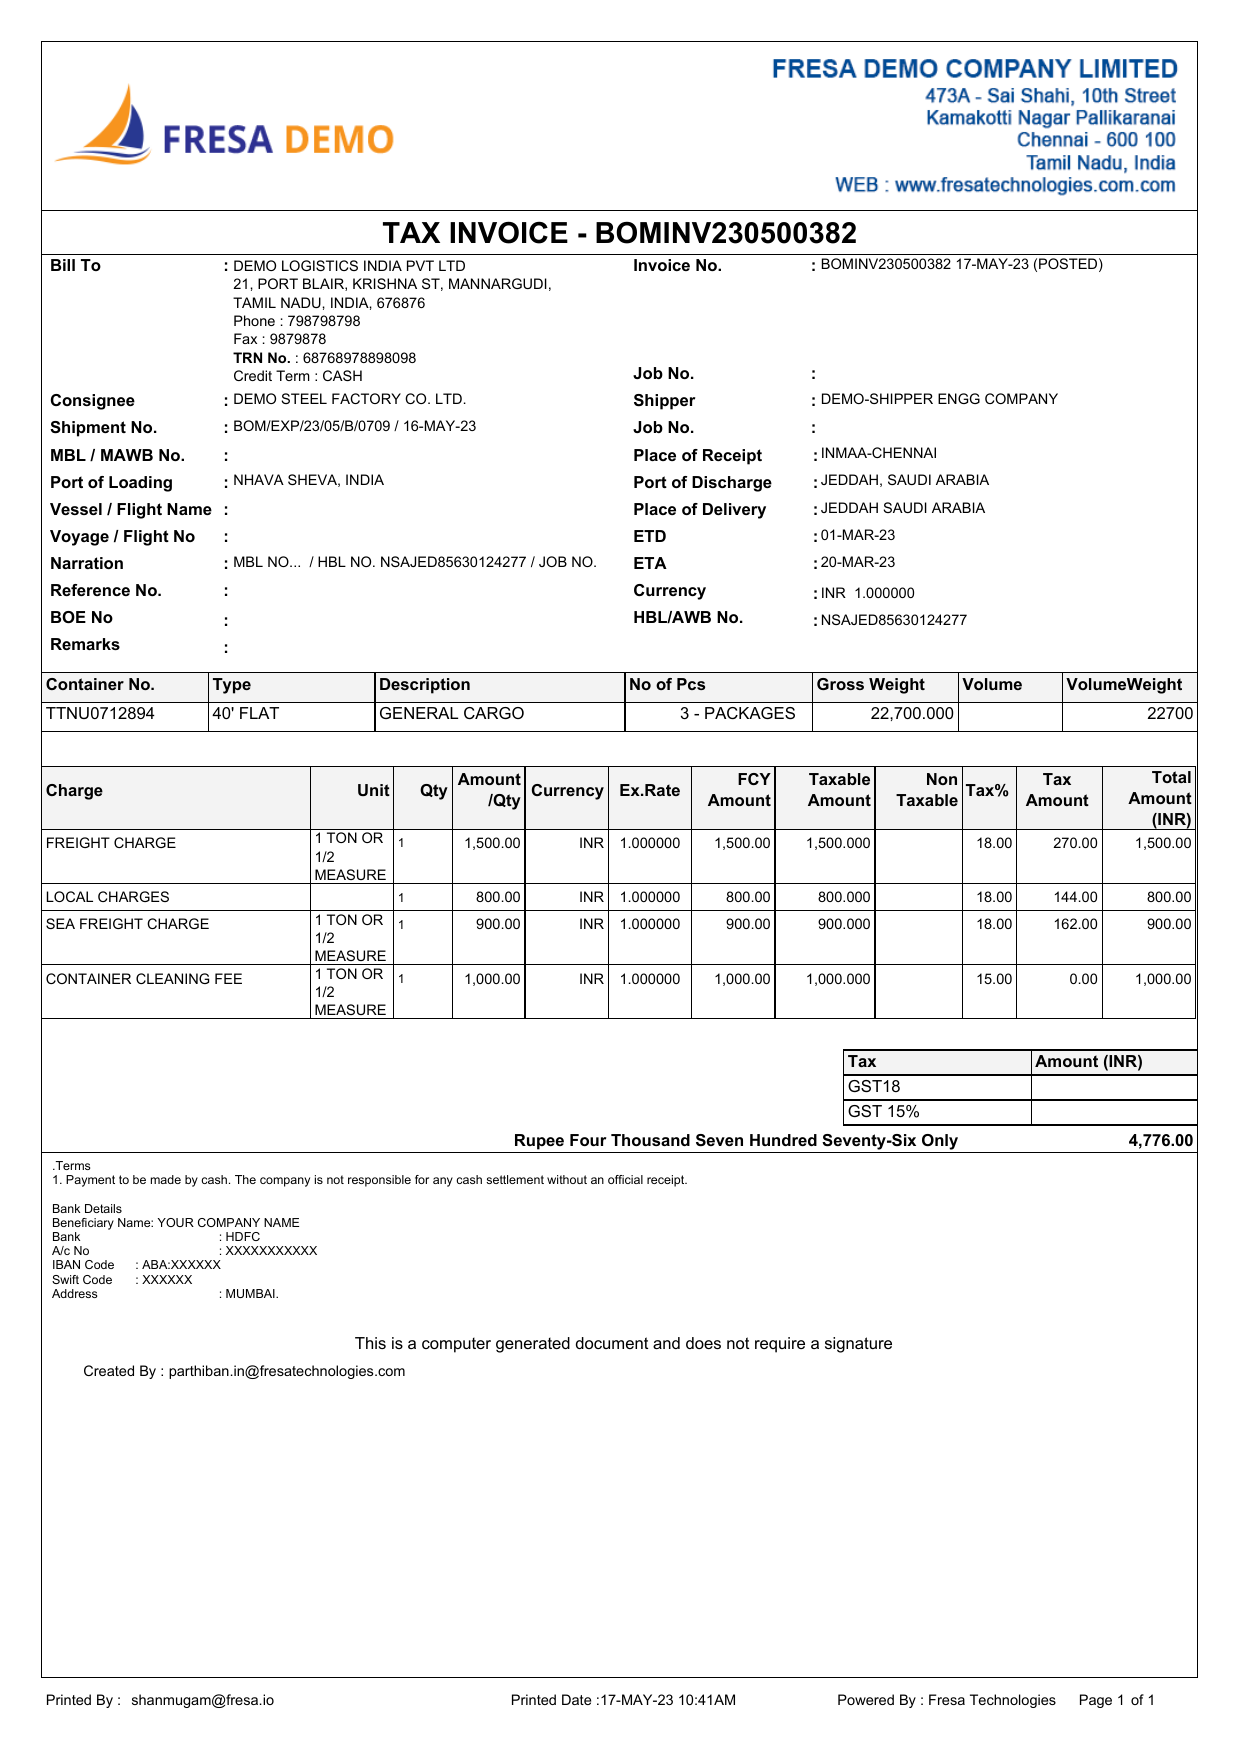 FRESA DEMO
FRESA DEMO COMPANY LIMITED
473A - Sai Shahi, 10th Street
Kamakotti Nagar Pallikaranai
Chennai - 600 100
Tamil Nadu, India
WEB : www.fresatechnologies.com.com
TAX INVOICE - BOMINV230500382
Bill To : DEMO LOGISTICS INDIA PVT LTD
21, PORT BLAIR, KRISHNA ST, MANNARGUDI,
TAMIL NADU, INDIA, 676876
Phone : 798798798
Fax : 9879878
TRN No. : 68768978898098
Credit Term : CASH
Invoice No. : BOMINV230500382 17-MAY-23 (POSTED)
Job No. :
Consignee : DEMO STEEL FACTORY CO. LTD. Shipper : DEMO-SHIPPER ENGG COMPANY
Shipment No. : BOM/EXP/23/05/B/0709 / 16-MAY-23 Job No. :
MBL / MAWB No. : Place of Receipt : INMAA-CHENNAI
Port of Loading : NHAVA SHEVA, INDIA Port of Discharge : JEDDAH, SAUDI ARABIA
Vessel / Flight Name : Place of Delivery : JEDDAH SAUDI ARABIA
Voyage / Flight No : ETD : 01-MAR-23
Narration : MBL NO... / HBL NO. NSAJED85630124277 / JOB NO. ETA : 20-MAR-23
Reference No. : Currency : INR 1.000000
BOE No : HBL/AWB No. : NSAJED85630124277
Remarks :
Container No. Type Description No of Pcs Gross Weight Volume VolumeWeight
TTNU0712894 40' FLAT GENERAL CARGO 3 - PACKAGES 22,700.000 22700
Charge Unit Qty Amount /Qty Currency Ex.Rate FCY Amount Taxable Amount Non Taxable Tax% Tax Amount Total Amount (INR)
FREIGHT CHARGE 1 TON OR 1/2 MEASURE 1 1,500.00 INR 1.000000 1,500.00 1,500.000 18.00 270.00 1,500.00
LOCAL CHARGES 1 800.00 INR 1.000000 800.00 800.000 18.00 144.00 800.00
SEA FREIGHT CHARGE 1 TON OR 1/2 MEASURE 1 900.00 INR 1.000000 900.00 900.000 18.00 162.00 900.00
CONTAINER CLEANING FEE 1 TON OR 1/2 MEASURE 1 1,000.00 INR 1.000000 1,000.00 1,000.000 15.00 0.00 1,000.00
Tax Amount (INR)
GST18
GST 15%
Rupee Four Thousand Seven Hundred Seventy-Six Only 4,776.00
.Terms
1. Payment to be made by cash. The company is not responsible for any cash settlement without an official receipt.
Bank Details
Beneficiary Name: YOUR COMPANY NAME
Bank : HDFC
A/c No : XXXXXXXXXXX
IBAN Code : ABA:XXXXXX
Swift Code : XXXXXX
Address : MUMBAI.
This is a computer generated document and does not require a signature
Created By : parthiban.in@fresatechnologies.com
Printed By : shanmugam@fresa.io Printed Date :17-MAY-23 10:41AM Powered By : Fresa Technologies Page 1 of 1